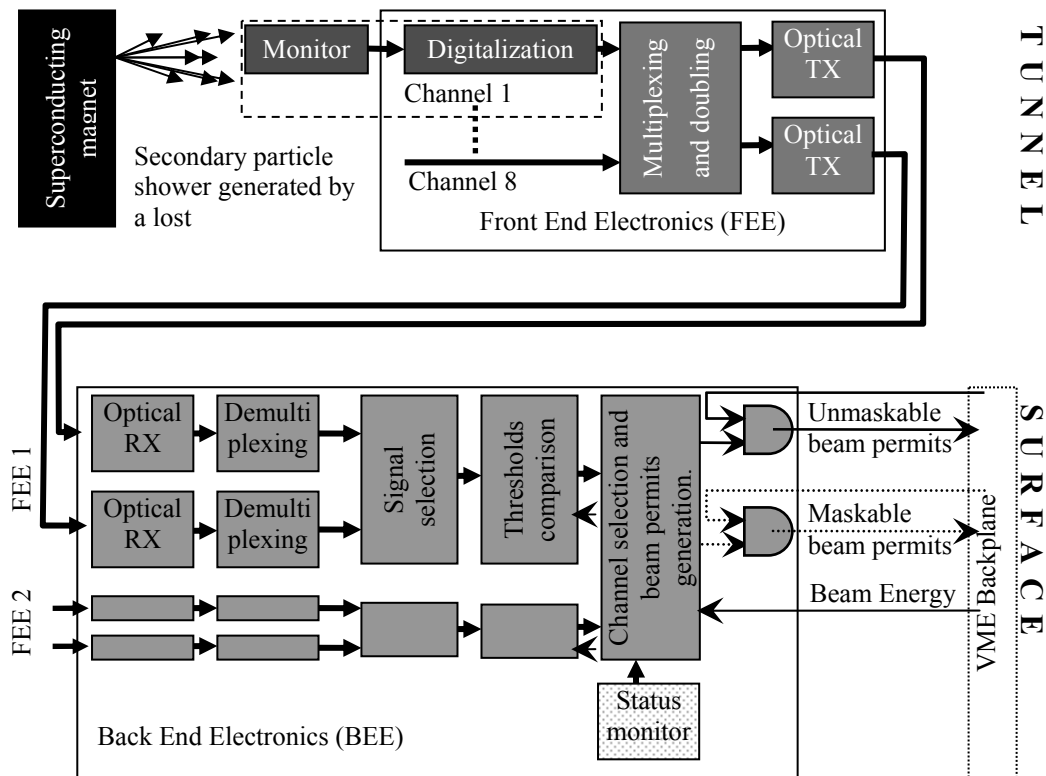 Superconducting
magnet
Monitor
Digitalization
Channel 1
Channel 8
Secondary particle
shower generated by
a lost
Multiplexing
and doubling
Optical
TX
Optical
TX
Front End Electronics (FEE)
TUNNEL
FEE 1
Optical
RX
Demulti
plexing
Optical
RX
Demulti
plexing
Signal
selection
Thresholds
comparison
Channel selection and
beam permits
generation.
Unmaskable
beam permits
Maskable
beam permits
Beam Energy
VME Backplane
SURFACE
FEE 2
Status
monitor
Back End Electronics (BEE)